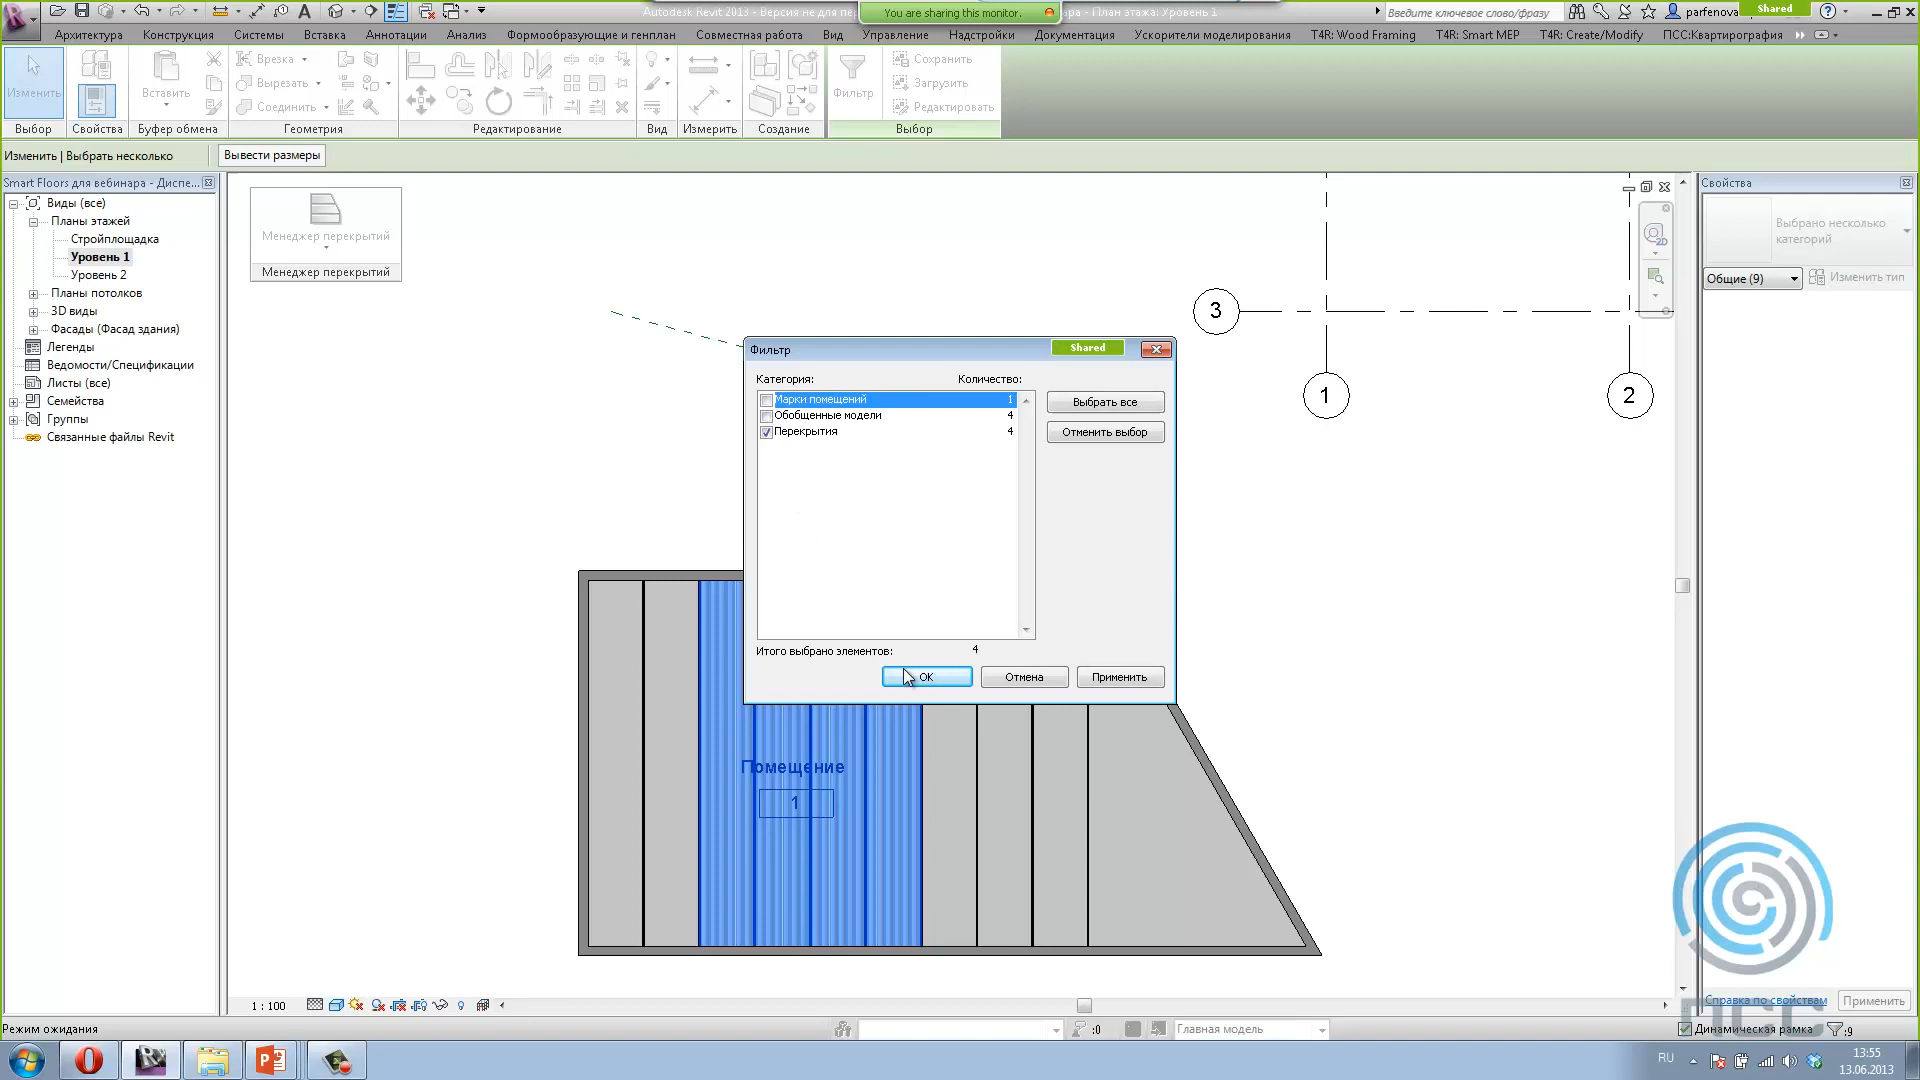 Autodesk Revit 2013 - Версия не для пе
You are sharing this monitor.
ара - План этажа: Уровень 1
Введите ключевое слово/фразу
parfenova
Shared
Архитектура Конструкция Системы Вставка Аннотации Анализ Формообразующие и генплан Совместная работа Вид Управление Надстройки Документация Ускорители моделирования T4R: Wood Framing T4R: Smart MEP T4R: Create/Modify ПСС:Квартирография
Изменить
Вставить
Врезка
Вырезать
Соединить
Фильтр
Сохранить
Загрузить
Редактировать
Выбор Свойства Буфер обмена Геометрия Редактирование Вид Измерить Создание Выбор
Изменить | Выбрать несколько
Вывести размеры
Smart Floors для вебинара - Диспе...
Виды (все)
Планы этажей
Стройплощадка
Уровень 1
Уровень 2
Планы потолков
3D виды
Фасады (Фасад здания)
Легенды
Ведомости/Спецификации
Листы (все)
Семейства
Группы
Связанные файлы Revit
Менеджер перекрытий
Менеджер перекрытий
3
1
2
2D
Фильтр
Shared
Категория: Количество:
Марки помещений 1
Обобщенные модели 4
Перекрытия 4
Выбрать все
Отменить выбор
Итого выбрано элементов: 4
OK
Отмена
Применить
Помещение
1
Свойства
Выбрано несколько
категорий
Общие (9)
Изменить тип
Справка по свойствам
Применить
ПСС
1 : 100
Режим ожидания
:0
Главная модель
Динамическая рамка
:9
RU
13:55
13.06.2013